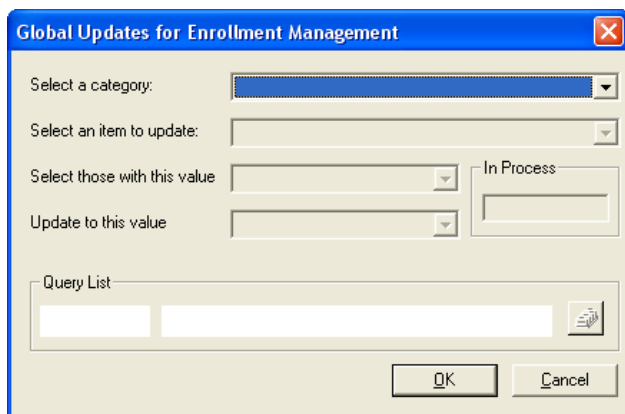 Global Updates for Enrollment Management
Select a category:
Select an item to update:
Select those with this value
In Process
Update to this value
Query List
OK
Cancel